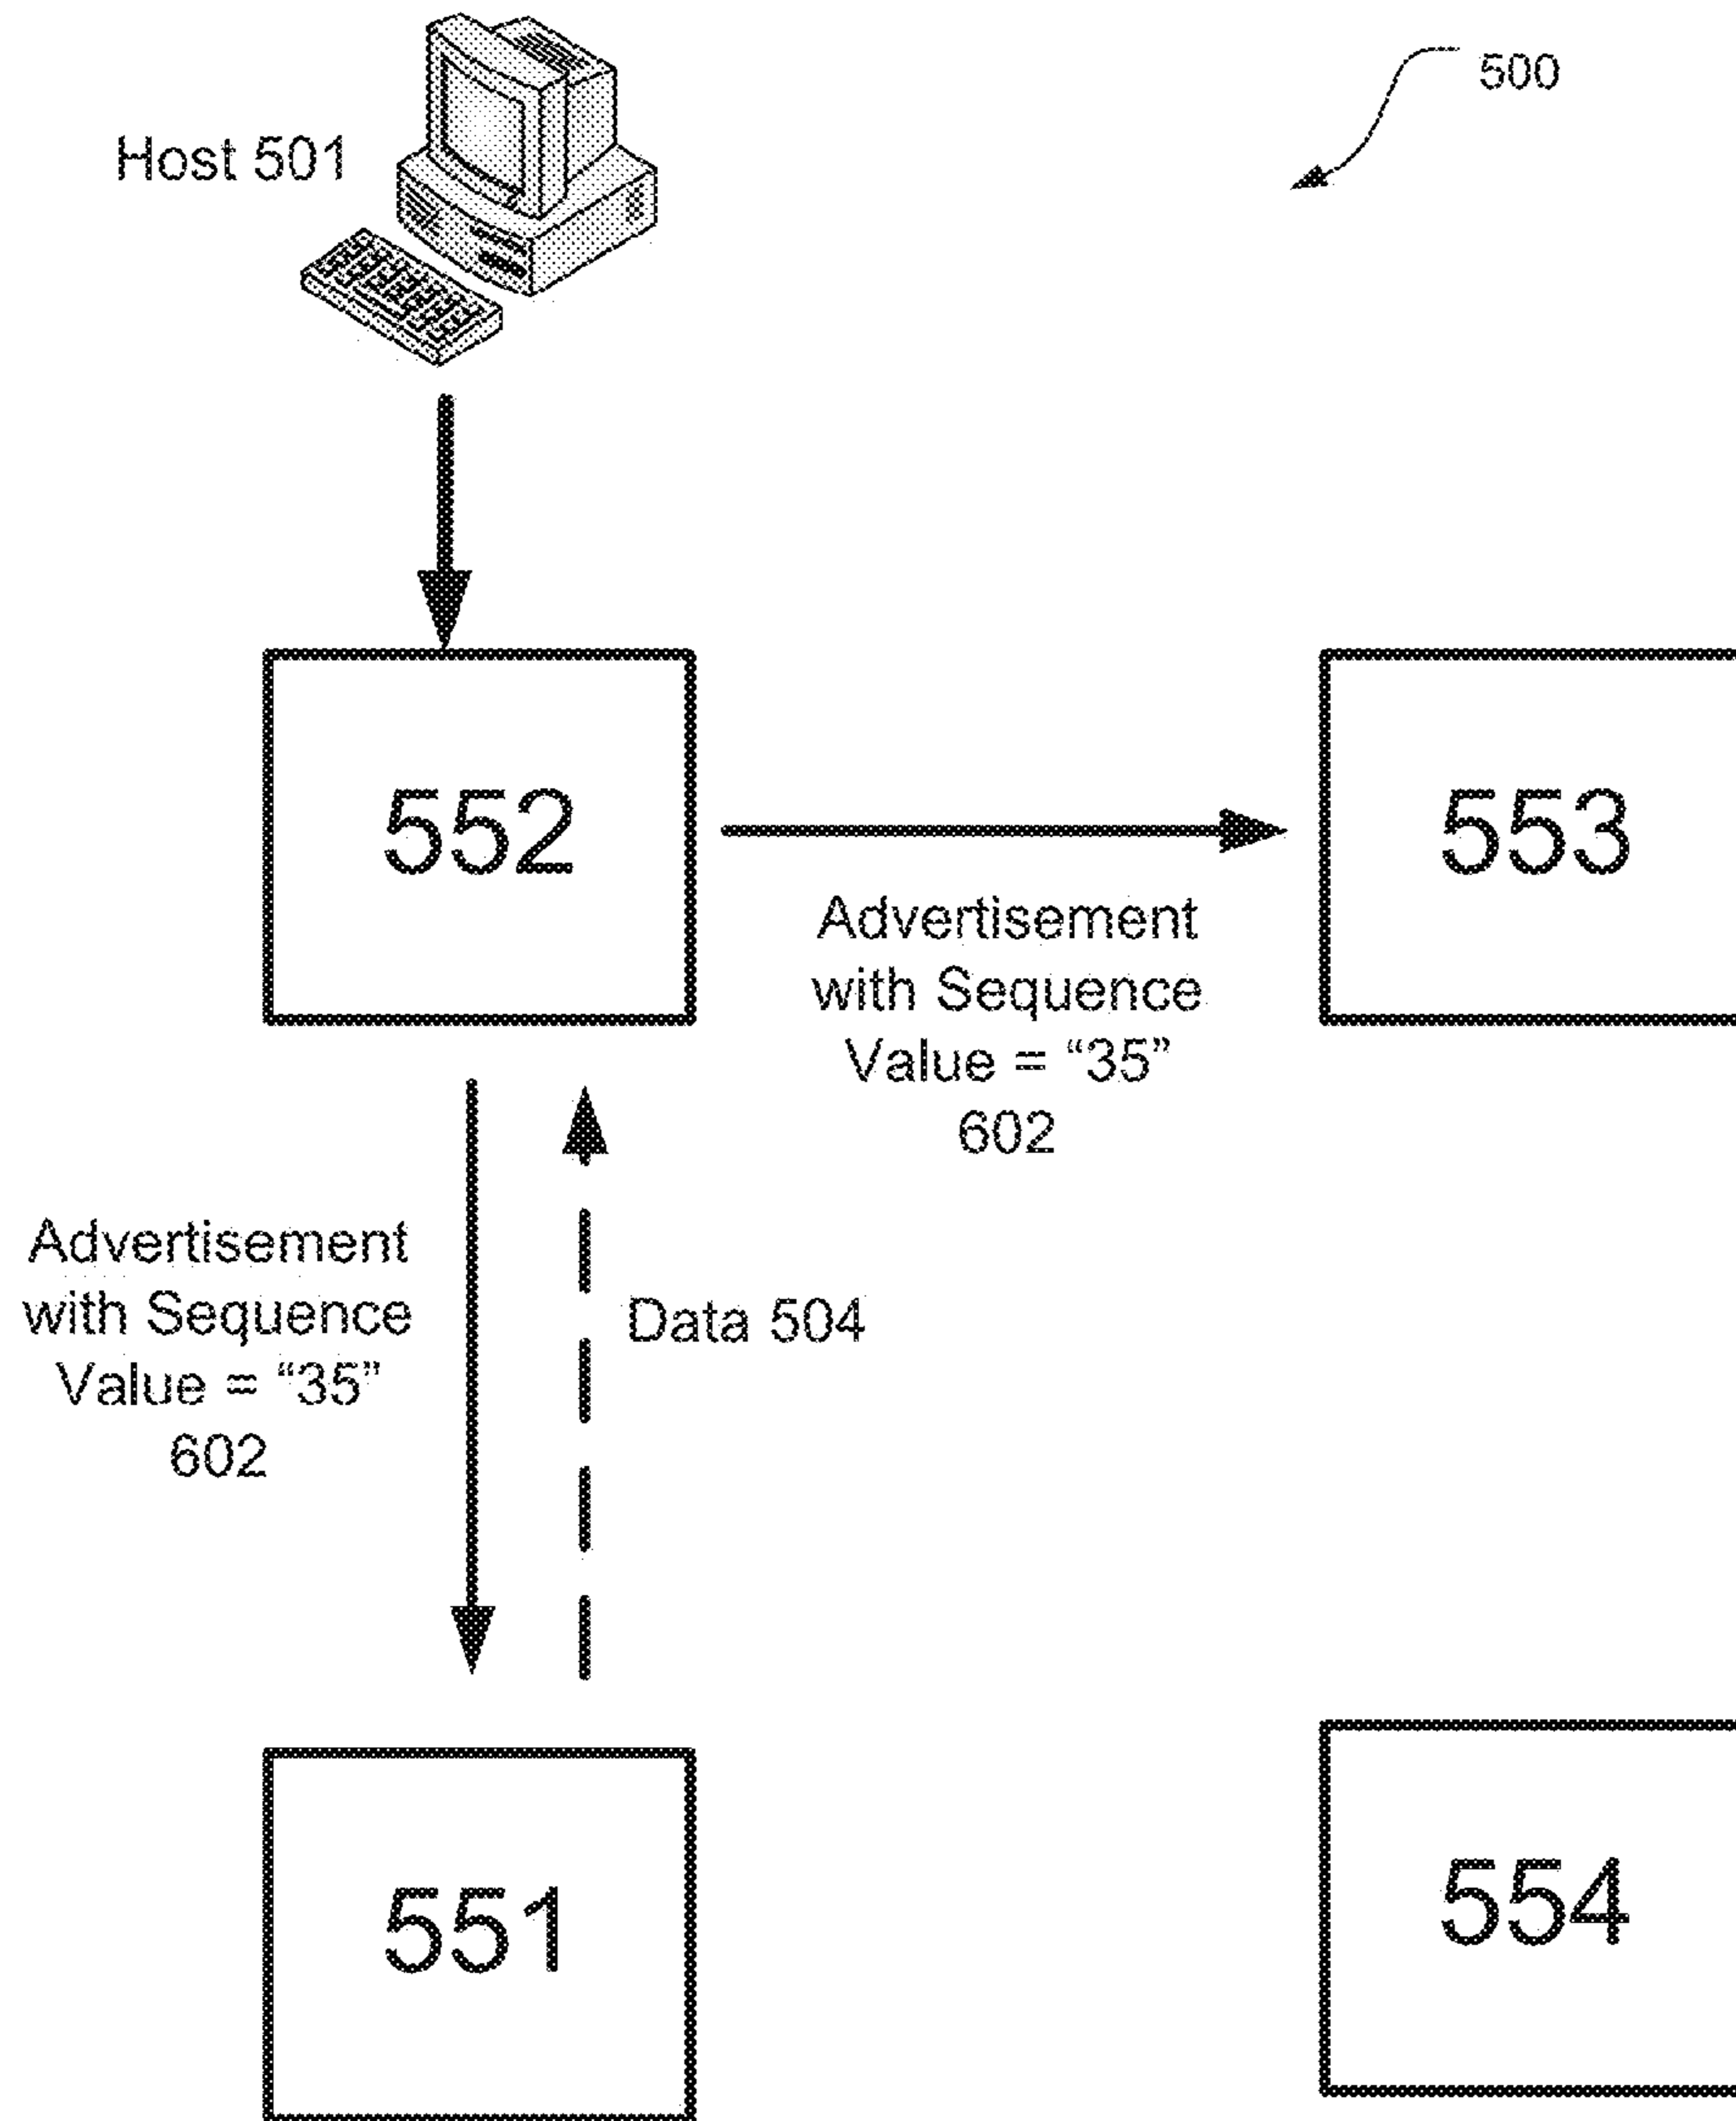 500
Host 501
552
553
Advertisement
with Sequence
Value = “35”
602
Advertisement
with Sequence
Value = “35”
602
Data 504
551
554